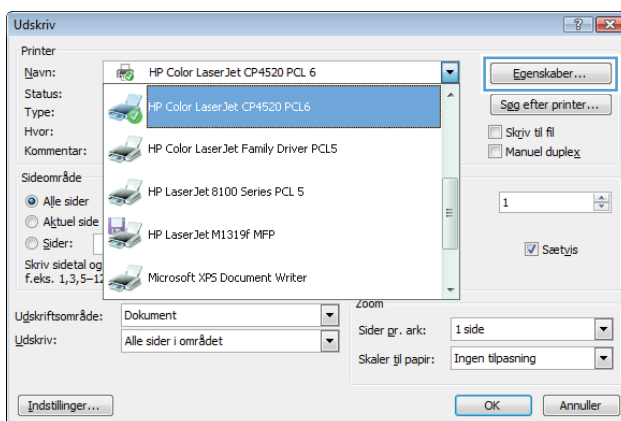 Udskriv
Printer
Navn:
HP Color LaserJet CP4520 PCL 6
Egenskaber...
Status:
Type:
Hvor:
Kommentar:
HP Color LaserJet CP4520 PCL6
HP Color LaserJet Family Driver PCL5
HP LaserJet 8100 Series PCL 5
HP LaserJet M1319f MFP
Microsoft XPS Document Writer
Søg efter printer...
Skriv til fil
Manuel duplex
Sideområde
Alle sider
Aktuel side
Sider:
Skriv sidetal og
f.eks. 1,3,5–12
1
Sætvis
Udskriftsområde: Dokument
Udskriv: Alle sider i området
Zoom
Sider pr. ark: 1 side
Skaler til papir: Ingen tilpasning
Indstillinger...
OK
Annuller